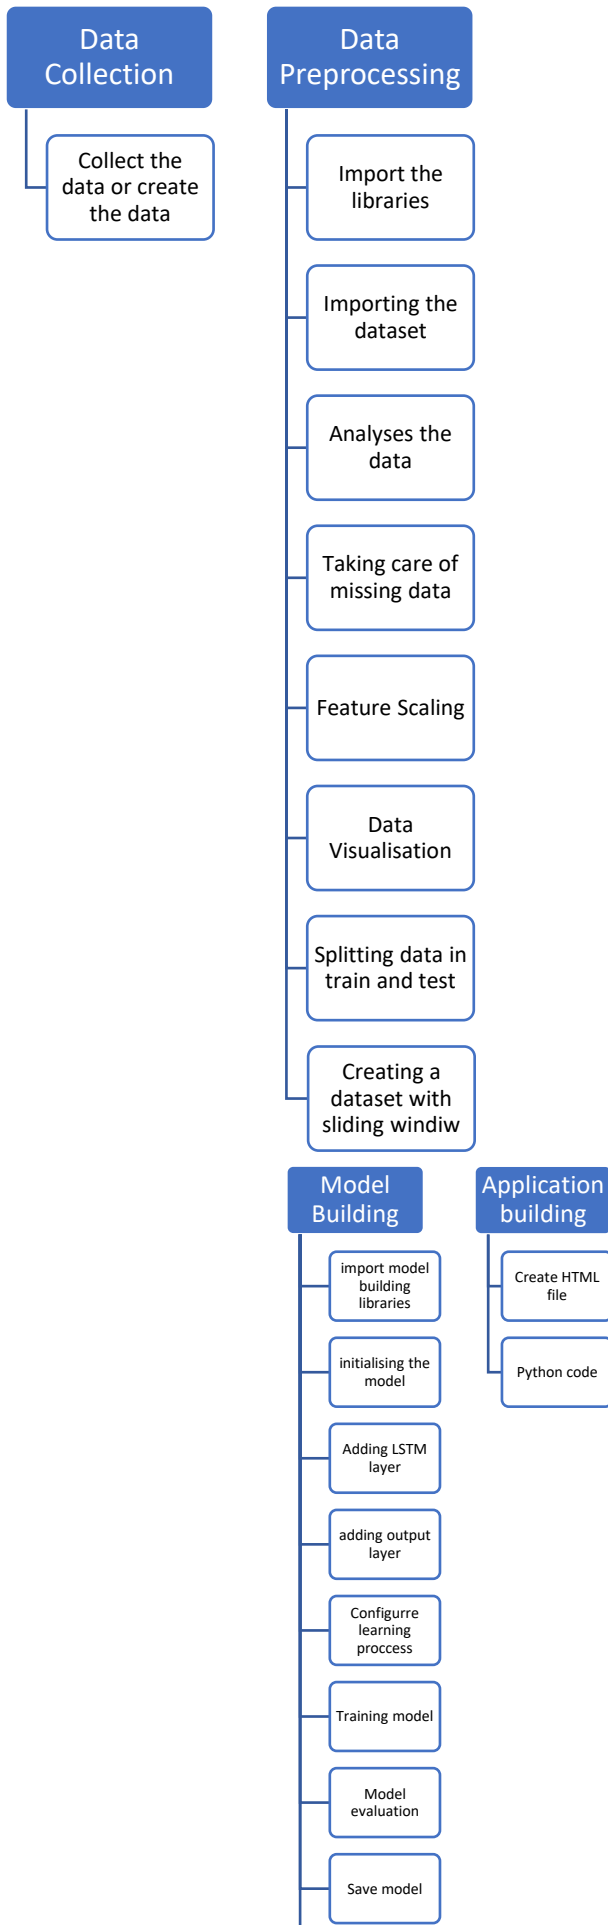 Data
Collection
Collect the
data or create
the data
Data
Preprocessing
Import the
libraries
Importing the
dataset
Analyses the
data
Taking care of
missing data
Feature Scaling
Data
Visualisation
Splitting data in
train and test
Creating a
dataset with
sliding windiw
Model
Building
import model
building
libraries
initialising the
model
Adding LSTM
layer
adding output
layer
Configurre
learning
proccess
Training model
Model
evaluation
Save model
Application
building
Create HTML
file
Python code